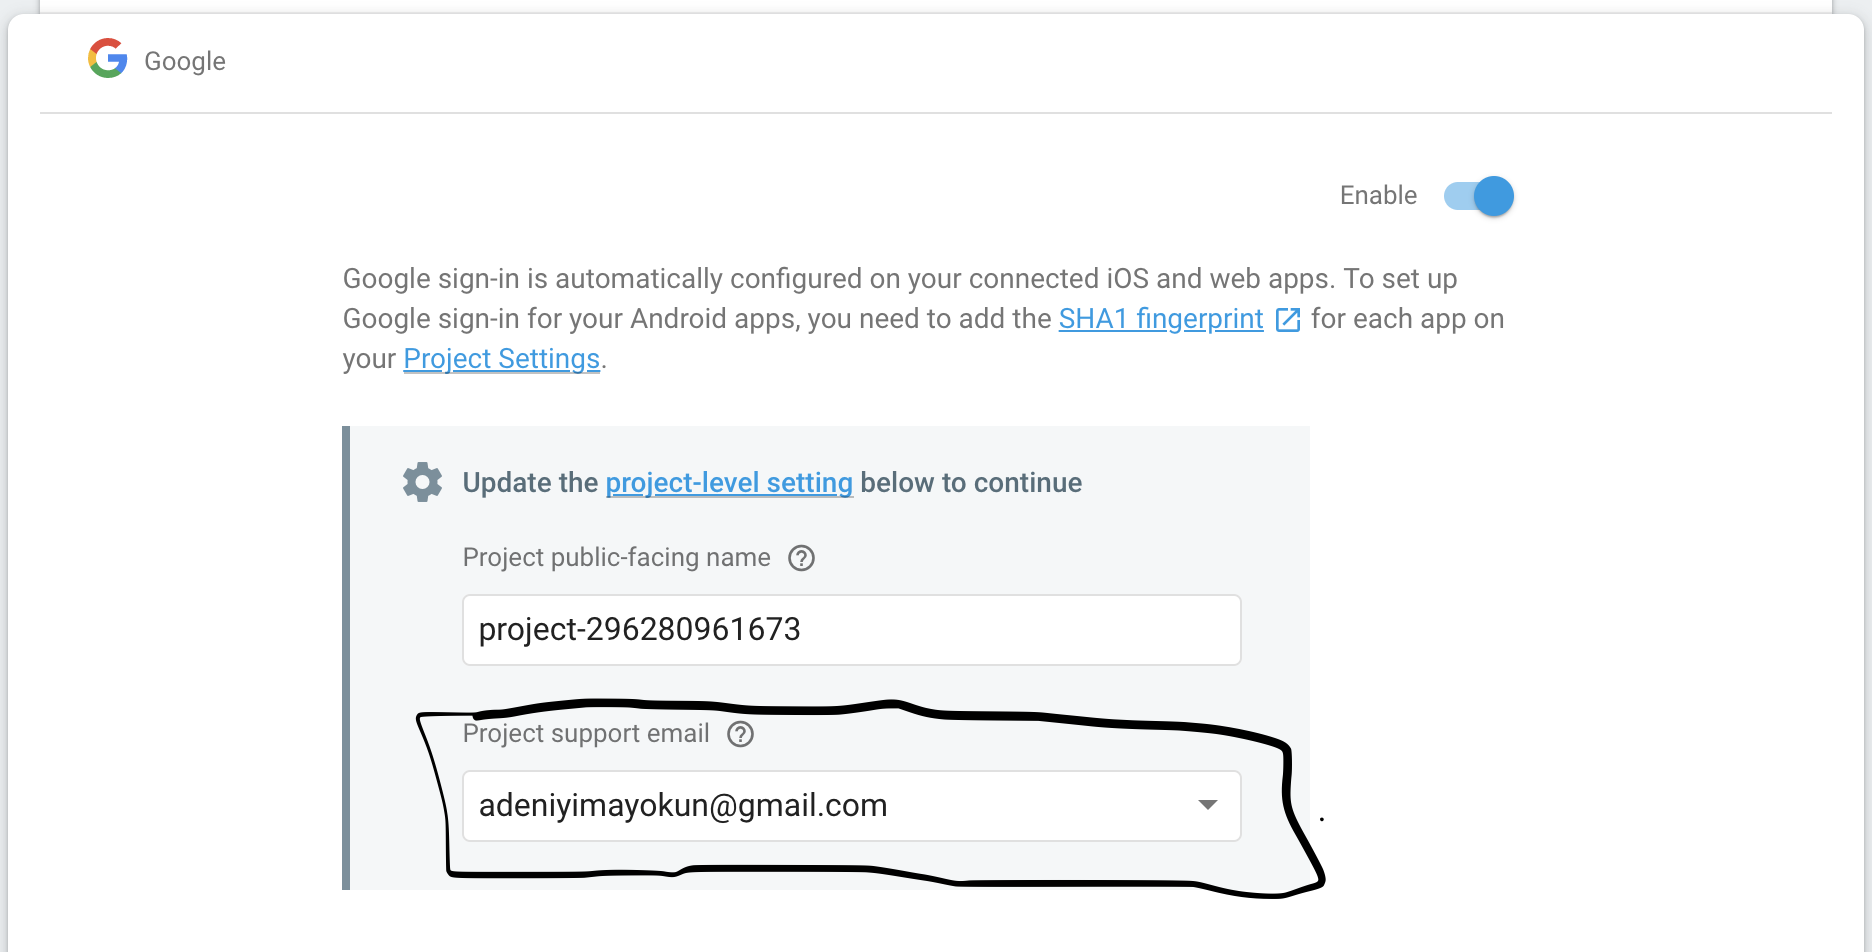 Google
Enable
Google sign-in is automatically configured on your connected iOS and web apps. To set up
Google sign-in for your Android apps, you need to add the SHA1 fingerprint for each app on
your Project Settings.
Update the project-level setting below to continue
Project public-facing name
project-296280961673
Project support email
adeniyimayokun@gmail.com